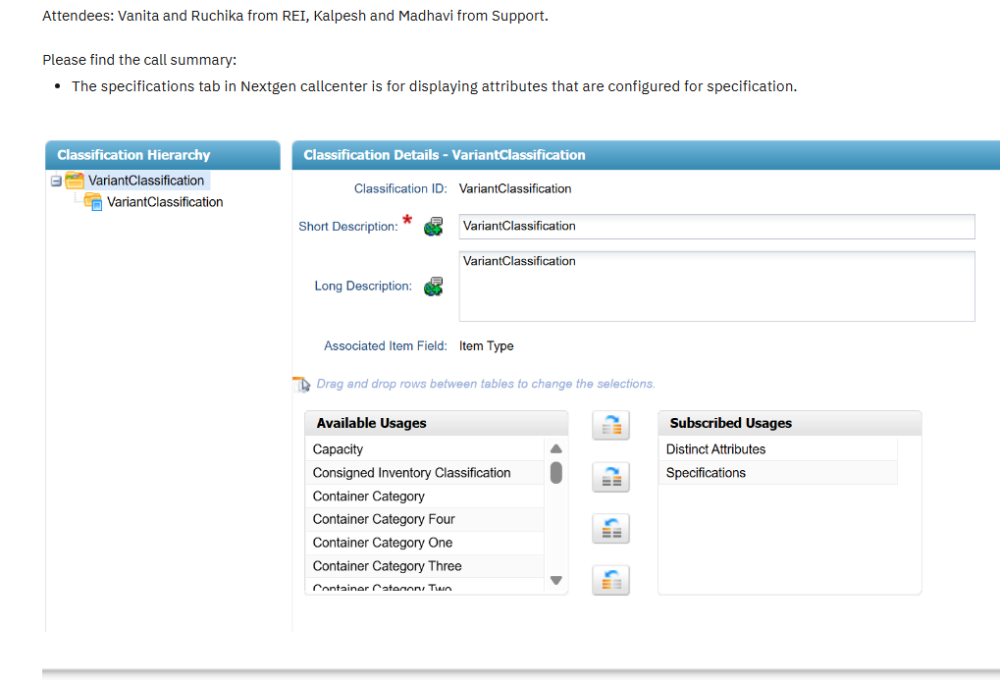 Attendees: Vanita and Ruchika from REI, Kalpesh and Madhavi from Support.
Please find the call summary:
• The specifications tab in Nextgen callcenter is for displaying attributes that are configured for specification.
Classification Hierarchy
VariantClassification
VariantClassification
Classification Details - VariantClassification
Classification ID: VariantClassification
Short Description: * VariantClassification
Long Description: VariantClassification
Associated Item Field: Item Type
Drag and drop rows between tables to change the selections.
Available Usages
Capacity
Consigned Inventory Classification
Container Category
Container Category Four
Container Category One
Container Category Three
Container Category Two
Subscribed Usages
Distinct Attributes
Specifications